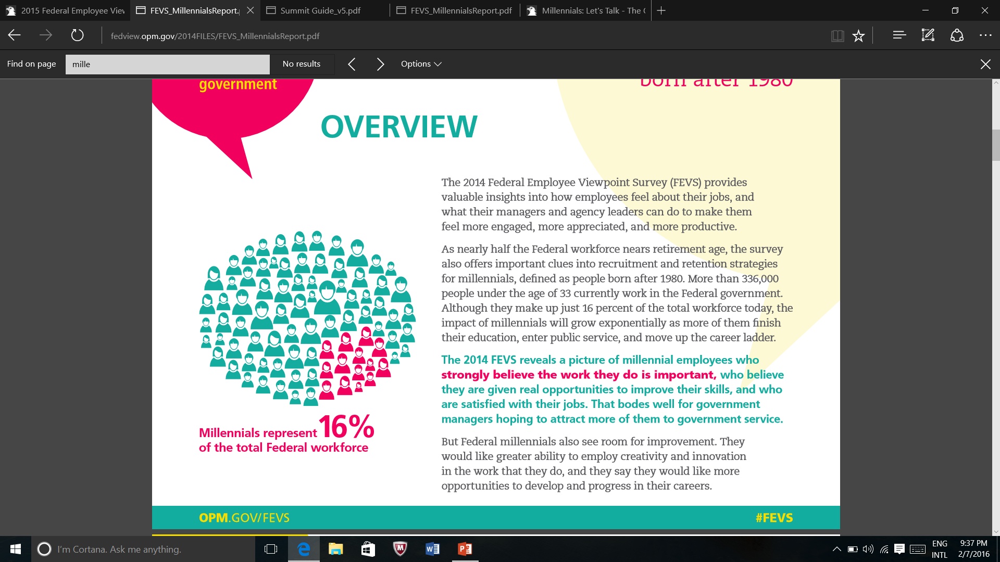 2015 Federal Employee View
FEVS_MillennialsReport.p
Summit Guide_v5.pdf
FEVS_MillennialsReport.pdf
Millennials: Let's Talk - The
fedview.opm.gov/2014FILES/FEVS_MillennialsReport.pdf
Find on page
mille
No results
Options
government
born after 1980
OVERVIEW
The 2014 Federal Employee Viewpoint Survey (FEVS) provides
valuable insights into how employees feel about their jobs, and
what their managers and agency leaders can do to make them
feel more engaged, more appreciated, and more productive.
As nearly half the Federal workforce nears retirement age, the survey
also offers important clues into recruitment and retention strategies
for millennials, defined as people born after 1980. More than 336,000
people under the age of 33 currently work in the Federal government.
Although they make up just 16 percent of the total workforce today, the
impact of millennials will grow exponentially as more of them finish
their education, enter public service, and move up the career ladder.
The 2014 FEVS reveals a picture of millennial employees who
strongly believe the work they do is important, who believe
they are given real opportunities to improve their skills, and who
are satisfied with their jobs. That bodes well for government
managers hoping to attract more of them to government service.
But Federal millennials also see room for improvement. They
would like greater ability to employ creativity and innovation
in the work that they do, and they say they would like more
opportunities to develop and progress in their careers.
Millennials represent 16%
of the total Federal workforce
OPM.GOV/FEVS
#FEVS
I'm Cortana. Ask me anything.
ENG
INTL
9:37 PM
2/7/2016